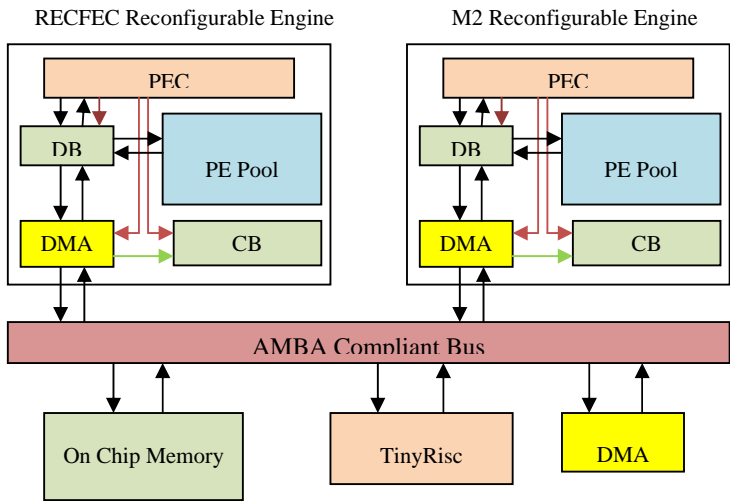 RECFEC Reconfigurable Engine
M2 Reconfigurable Engine
PEC
PEC
DB
PE Pool
DB
PE Pool
DMA
CB
DMA
CB
AMBA Compliant Bus
On Chip Memory
TinyRisc
DMA